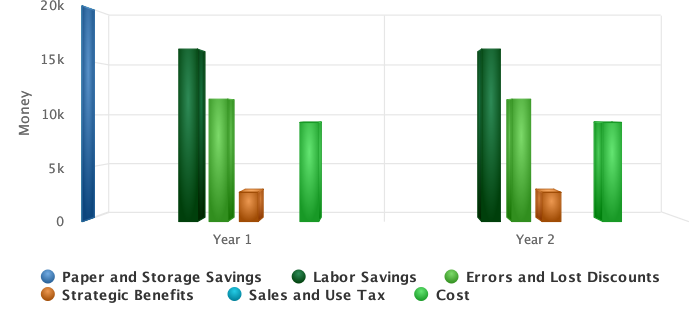 20k
15k
10k
5k
0
Money
Year 1 Year 2
Paper and Storage Savings Labor Savings Errors and Lost Discounts
Strategic Benefits Sales and Use Tax Cost